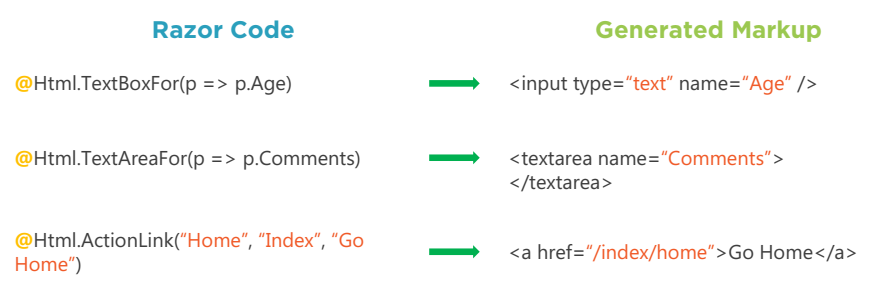 Razor Code
Generated Markup
@Html.TextBoxFor(p => p.Age)
<input type=“text” name=“Age” />
@Html.TextAreaFor(p => p.Comments)
<textarea name=“Comments”>
</textarea>
@Html.ActionLink(“Home”, “Index”, “Go
Home”)
<a href=“/index/home”>Go Home</a>